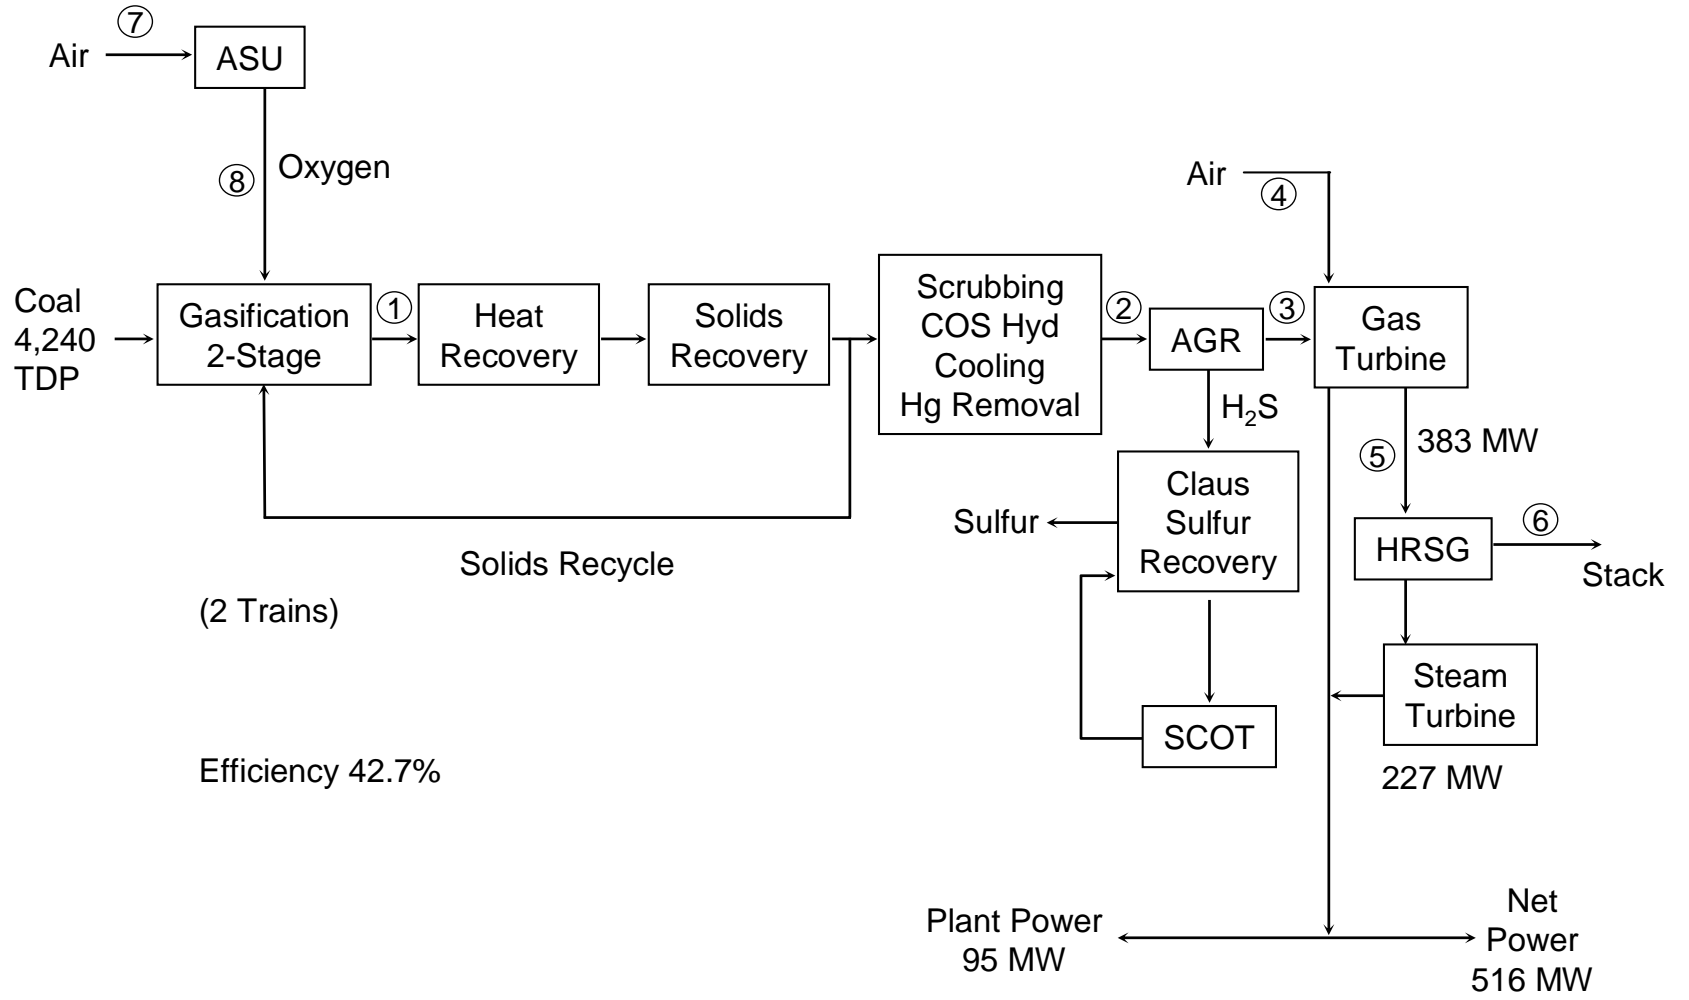 ⑦
Air
ASU
Oxygen
⑧
Air
④
Coal
4,240
TDP
Gasification
2-Stage
①
Heat
Recovery
Solids
Recovery
Scrubbing
COS Hyd
Cooling
Hg Removal
②
AGR
③
Gas
Turbine
H₂S
383 MW
⑤
Claus
Sulfur
Recovery
Sulfur
HRSG
⑥
Stack
Solids Recycle
(2 Trains)
Steam
Turbine
227 MW
SCOT
Efficiency 42.7%
Plant Power
95 MW
Net
Power
516 MW